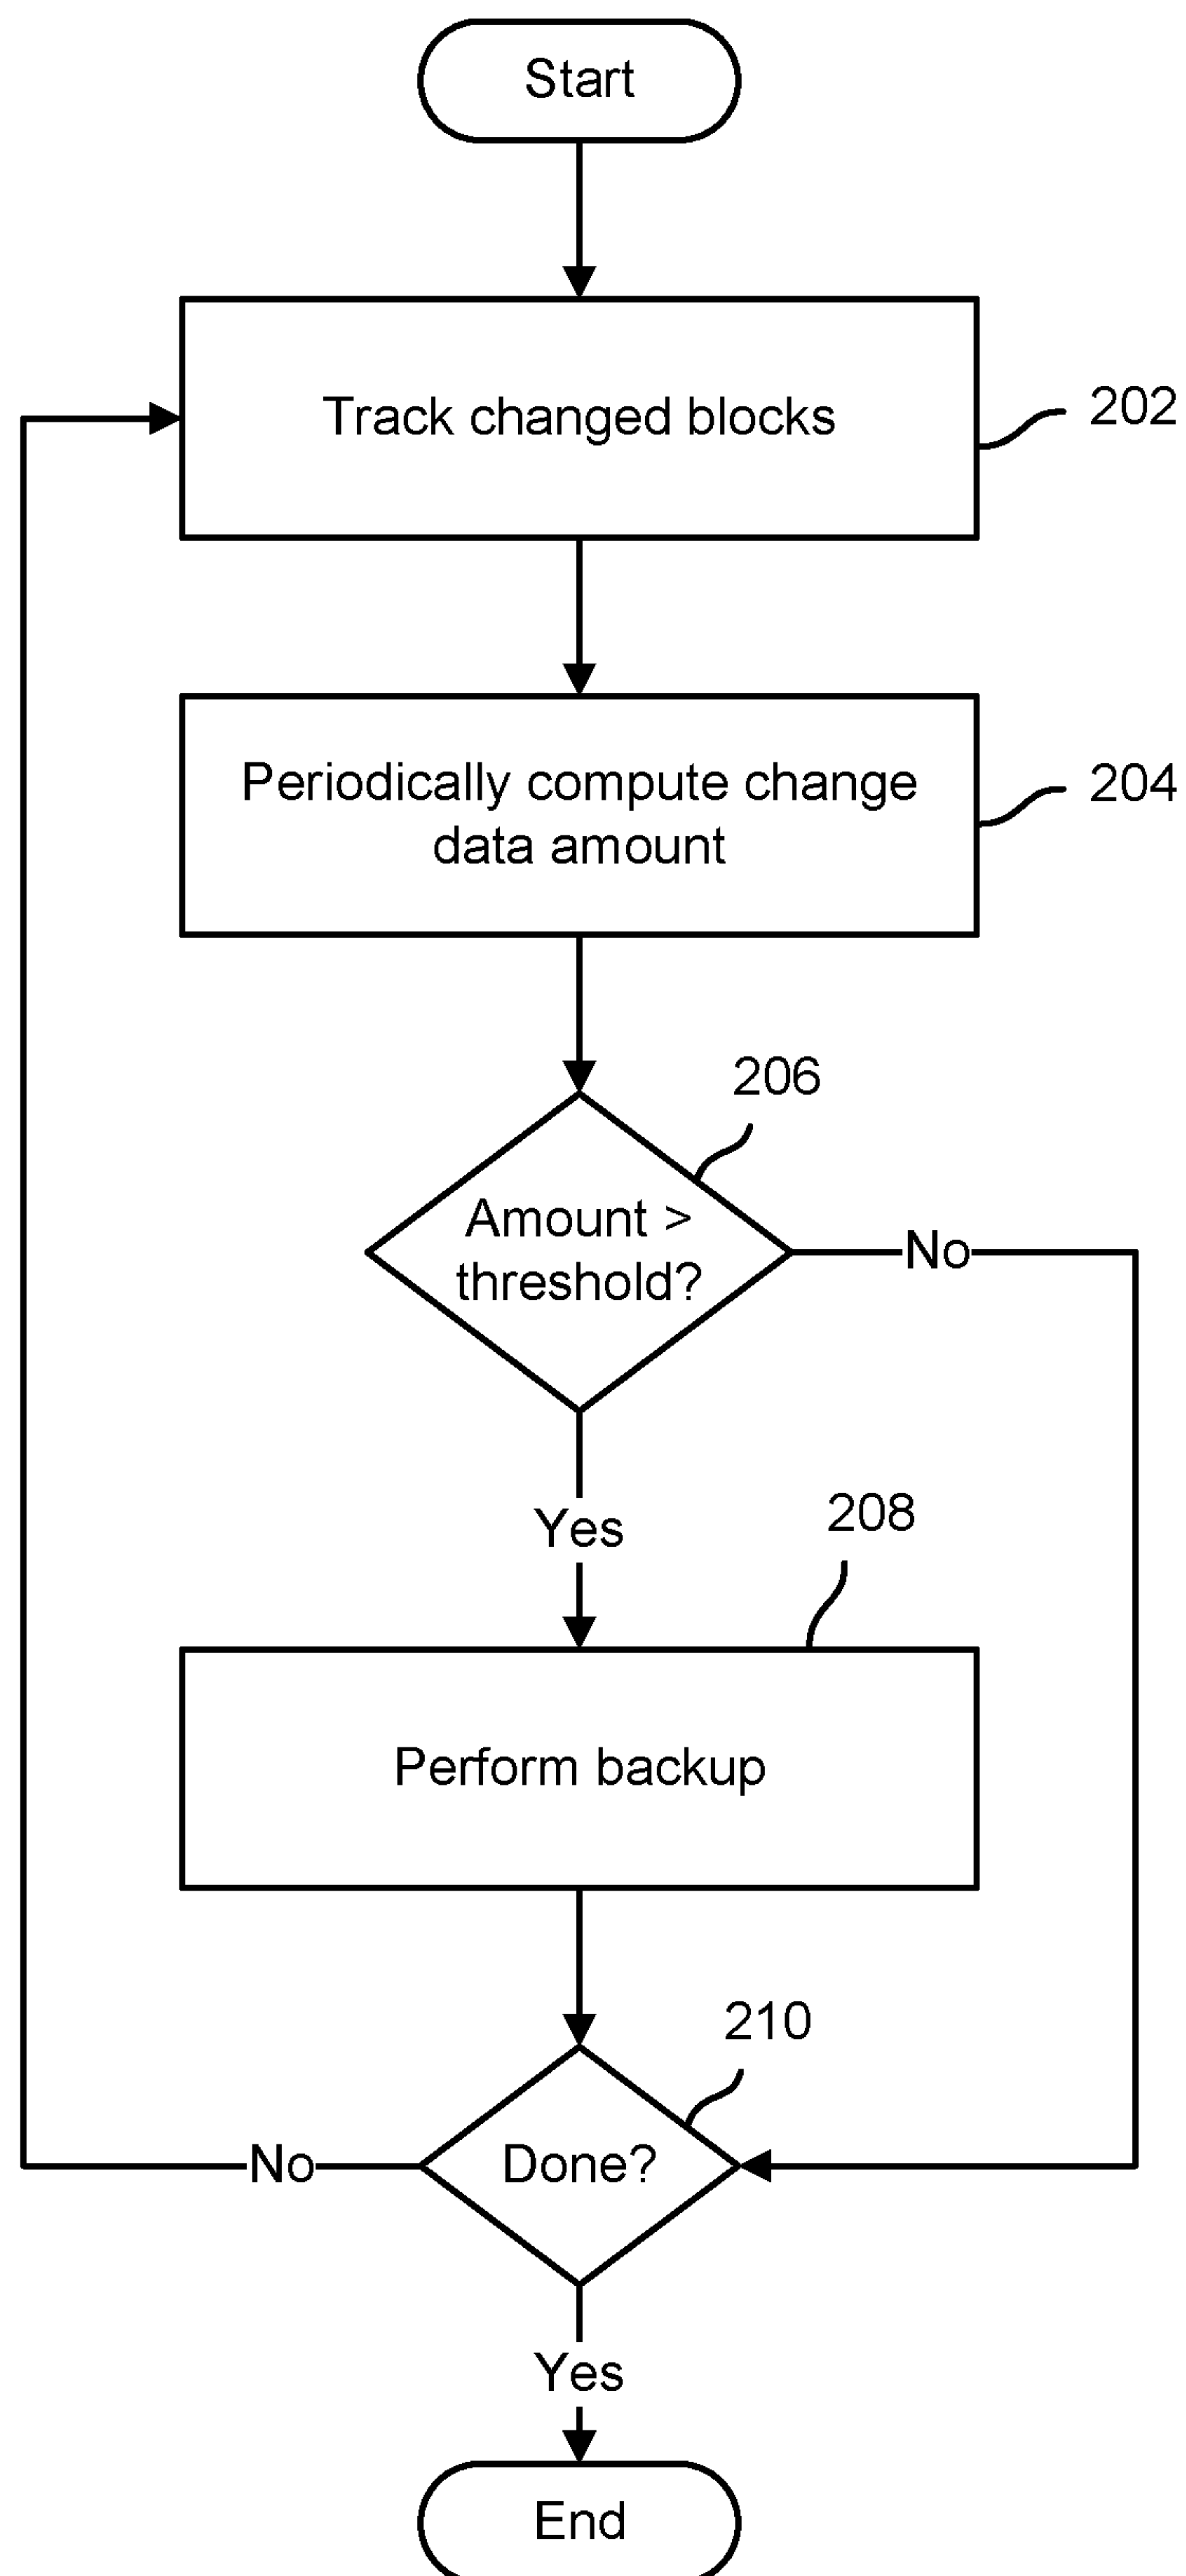 Start
Track changed blocks
202
Periodically compute change
data amount
204
206
Amount >
threshold?
No
Yes
208
Perform backup
210
Done?
No
Yes
End